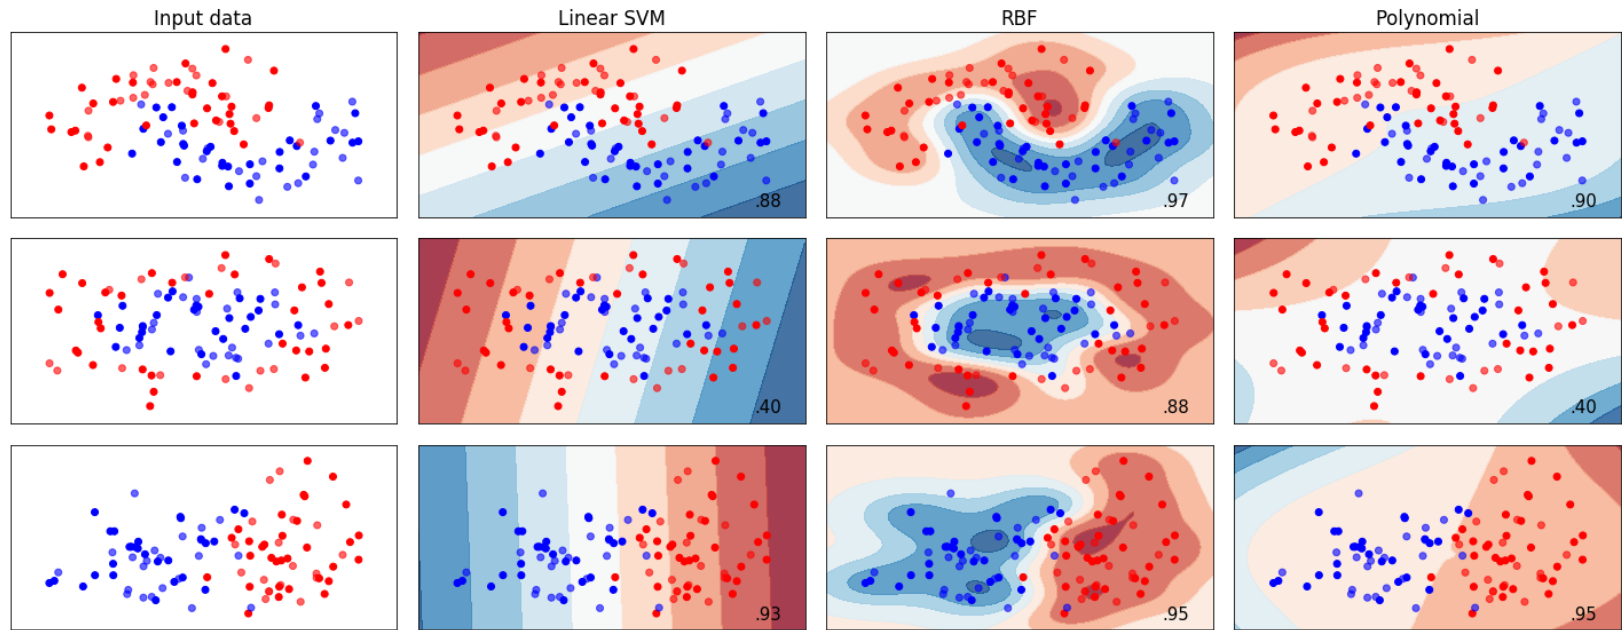 Input data Linear SVM RBF Polynomial
.88 .97 .90
.40 .88 .40
.93 .95 .95